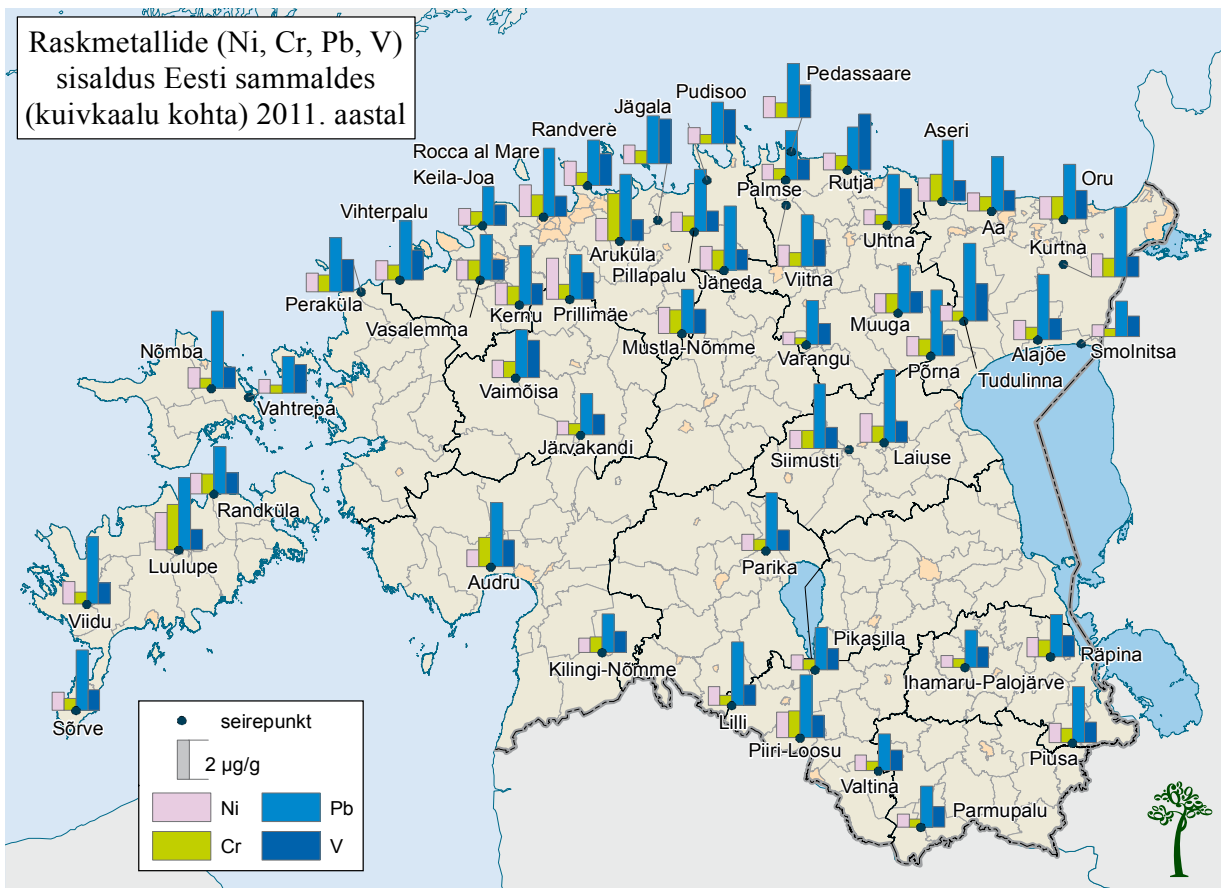 Raskmetallide (Ni, Cr, Pb, V)
sisaldus Eesti sammaldes
(kuivkaalu kohta) 2011. aastal
Pedassaare
Pudisoo
Jägala
Randvere
Aseri
Rocca al Mare
Keila-Joa
Palmse
Rutja
Oru
Vihterpalu
Aruküla
Uhtna
Aa
Kurtna
Pillapalu
Jäneda
Viitna
Peraküla
Vasalemma
Kernu
Prillimäe
Mustla-Nõmme
Varangu
Muuga
Põrna
Tudulinna
Alajõe
Smolnitsa
Nõmba
Vahtrepa
Vaimõisa
Järvakandi
Siimusti
Laiuse
Randküla
Luulupe
Audru
Parika
Viidu
Kilingi-Nõmme
Pikasilla
Ihamaru-Palojärve
Räpina
Sõrve
Lilli
Piiri-Loosu
Piusa
Valtina
Parmupalu
seirepunkt
2 µg/g
Ni
Pb
Cr
V